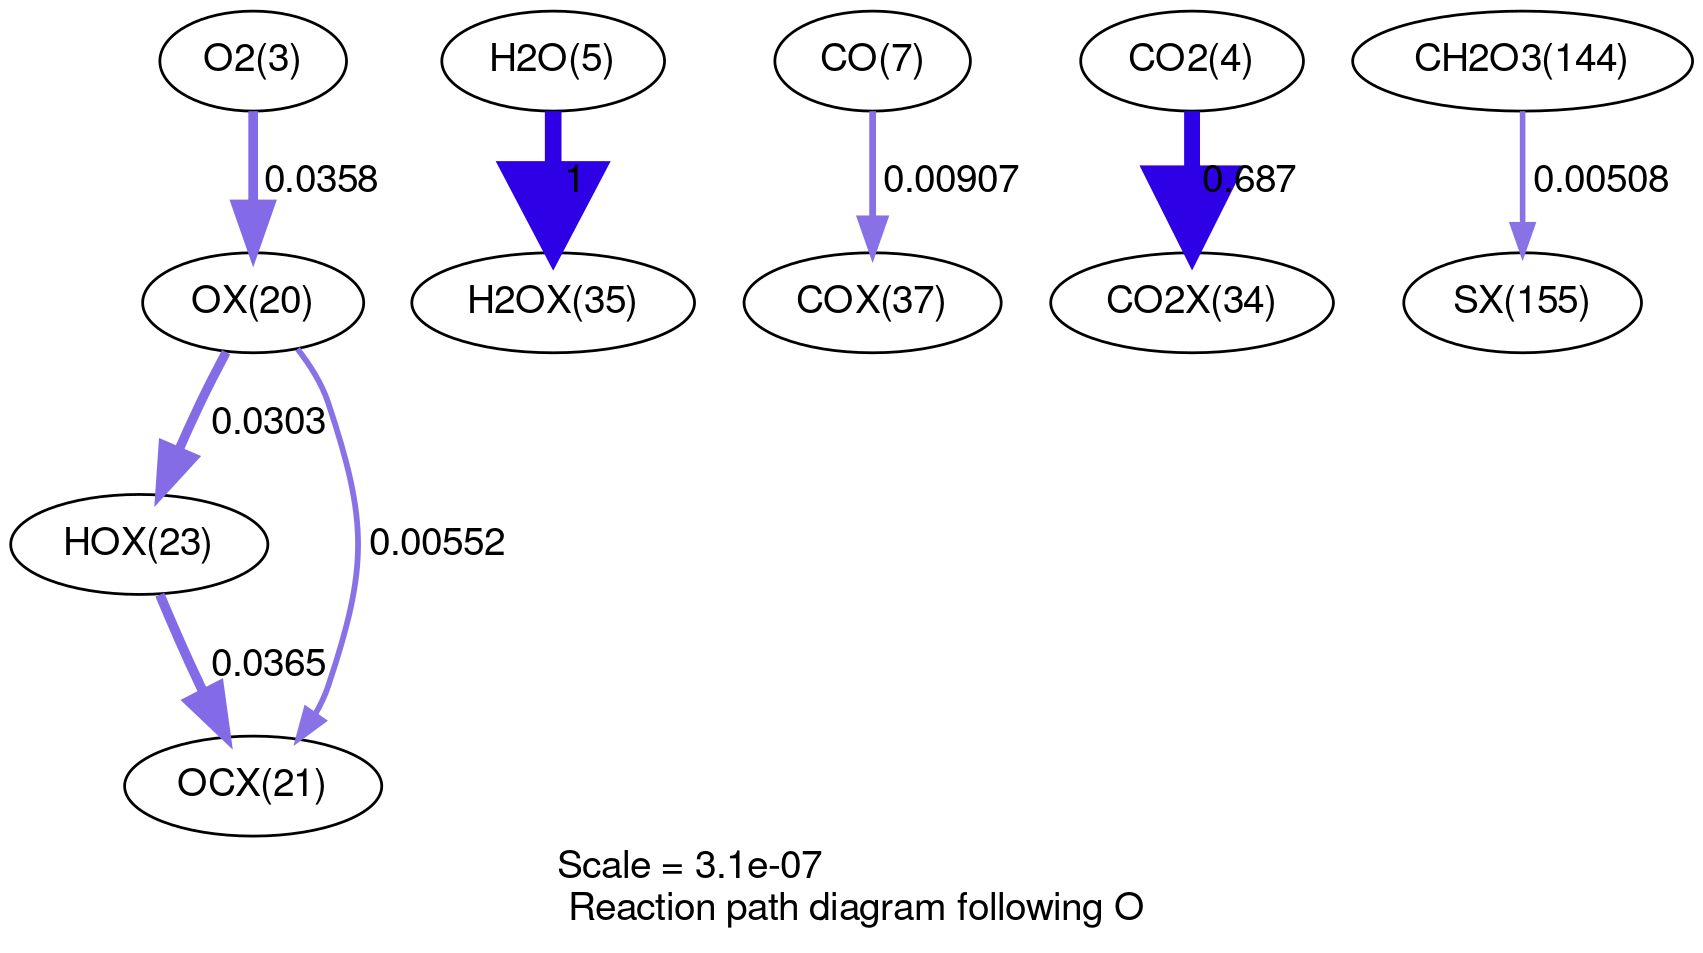 O2(3)
H2O(5)
CO(7)
CO2(4)
CH2O3(144)
0.0358
1
0.00907
0.687
0.00508
OX(20)
H2OX(35)
COX(37)
CO2X(34)
SX(155)
0.0303
HOX(23)
0.00552
0.0365
OCX(21)
Scale = 3.1e-07
Reaction path diagram following O